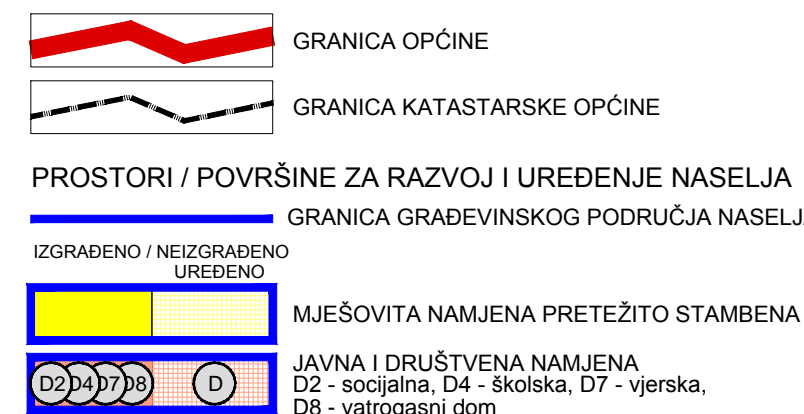 GRANICA OPĆINE
GRANICA KATASTARSKE OPĆINE
PROSTORI / POVRŠINE ZA RAZVOJ I UREĐENJE NASELJA
GRANICA GRAĐEVINSKOG PODRUČJA NASELJA
IZGRAĐENO / NEIZGRAĐENO
UREĐENO
MJEŠOVITA NAMJENA PRETEŽITO STAMBENA
D2 D4 D7 D8 D
JAVNA I DRUŠTVENA NAMJENA
D2 - socijalna, D4 - školska, D7 - vjerska,
D8 - vatrogasni dom